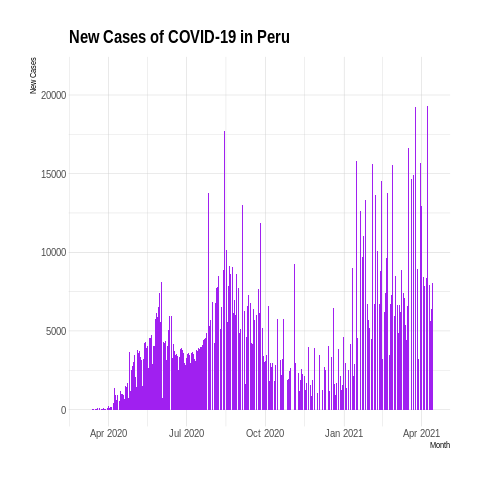 New Cases of COVID-19 in Peru
New Cases
20000
15000
10000
5000
0
Apr 2020
Jul 2020
Oct 2020
Jan 2021
Apr 2021
Month